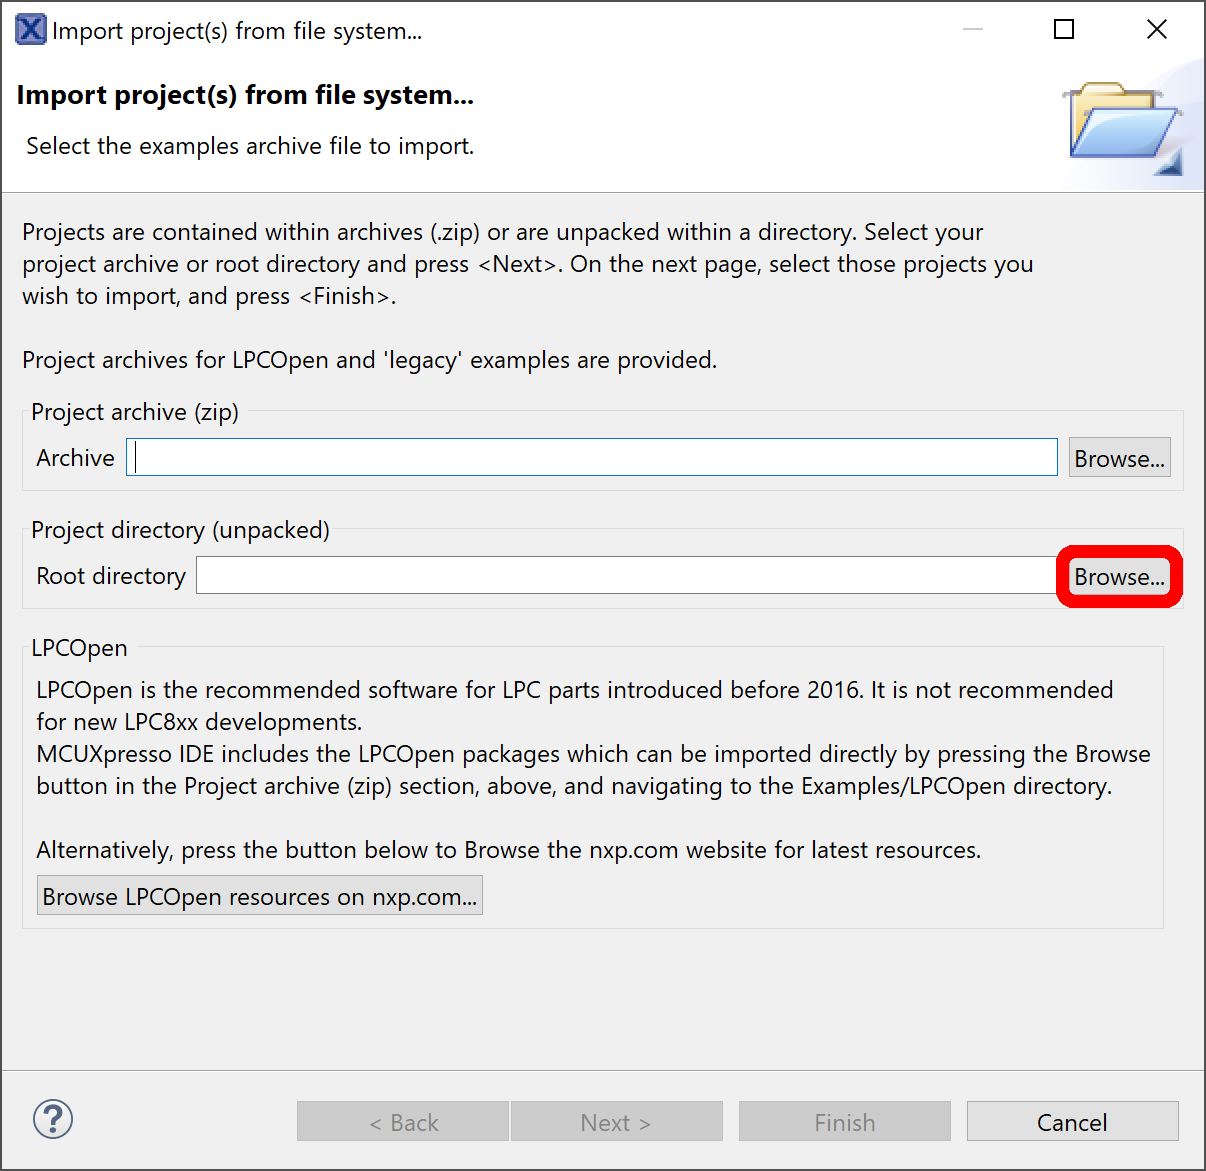 Import project(s) from file system...
Import project(s) from file system...
Select the examples archive file to import.
Projects are contained within archives (.zip) or are unpacked within a directory. Select your
project archive or root directory and press <Next>. On the next page, select those projects you
wish to import, and press <Finish>.
Project archives for LPCOpen and 'legacy' examples are provided.
Project archive (zip)
Archive
Browse...
Project directory (unpacked)
Root directory
Browse...
LPCOpen
LPCOpen is the recommended software for LPC parts introduced before 2016. It is not recommended
for new LPC8xx developments.
MCUXpresso IDE includes the LPCOpen packages which can be imported directly by pressing the Browse
button in the Project archive (zip) section, above, and navigating to the Examples/LPCOpen directory.
Alternatively, press the button below to Browse the nxp.com website for latest resources.
Browse LPCOpen resources on nxp.com...
?
< Back
Next >
Finish
Cancel